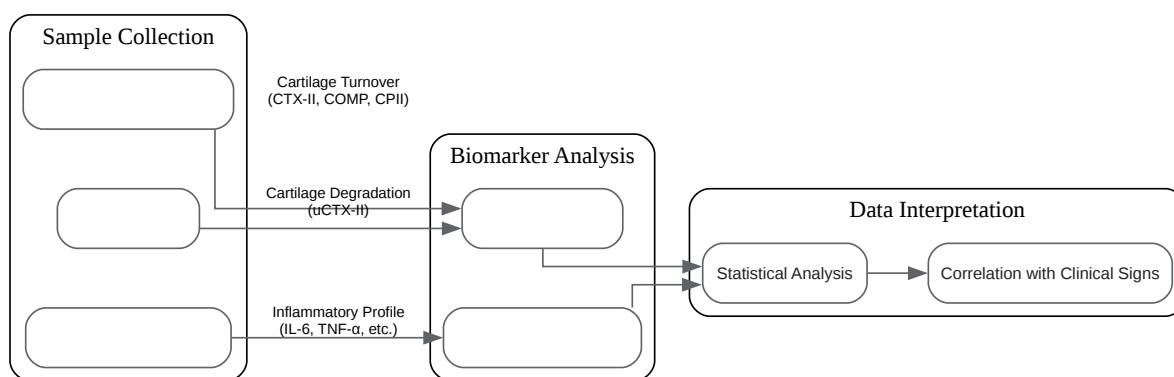 Sample Collection
Cartilage Turnover
(CTX-II, COMP, CPII)
Biomarker Analysis
Cartilage Degradation
(uCTX-II)
Data Interpretation
Statistical Analysis
Correlation with Clinical Signs
Inflammatory Profile
(IL-6, TNF-α, etc.)